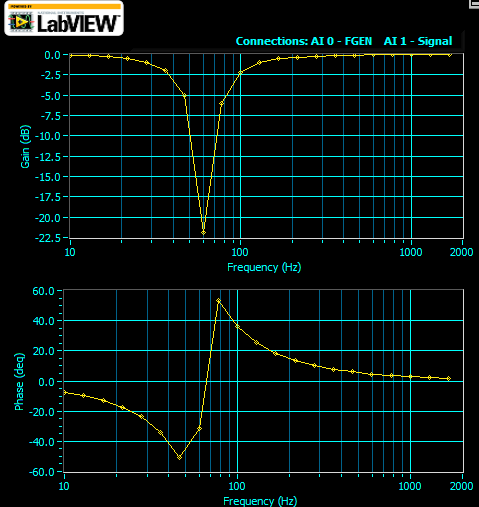 LabVIEW™
Connections: AI 0 - FGEN AI 1 - Signal
Gain (dB)
0.0
-2.5
-5.0
-7.5
-10.0
-12.5
-15.0
-17.5
-20.0
-22.5
10 100 1000 2000
Frequency (Hz)
Phase (deg)
60.0
40.0
20.0
0.0
-20.0
-40.0
-60.0
10 100 1000 2000
Frequency (Hz)